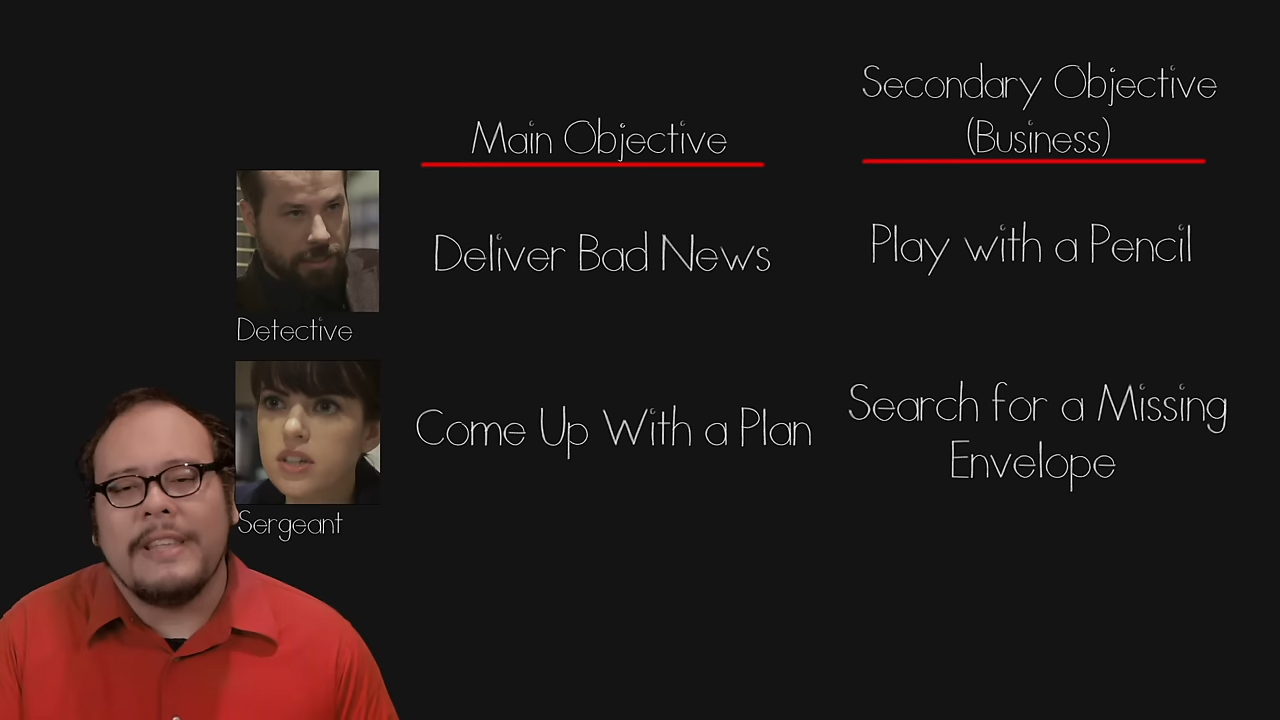 Main Objective
Secondary Objective
(Business)
Detective
Deliver Bad News
Play with a Pencil
Sergeant
Come Up With a Plan
Search for a Missing
Envelope